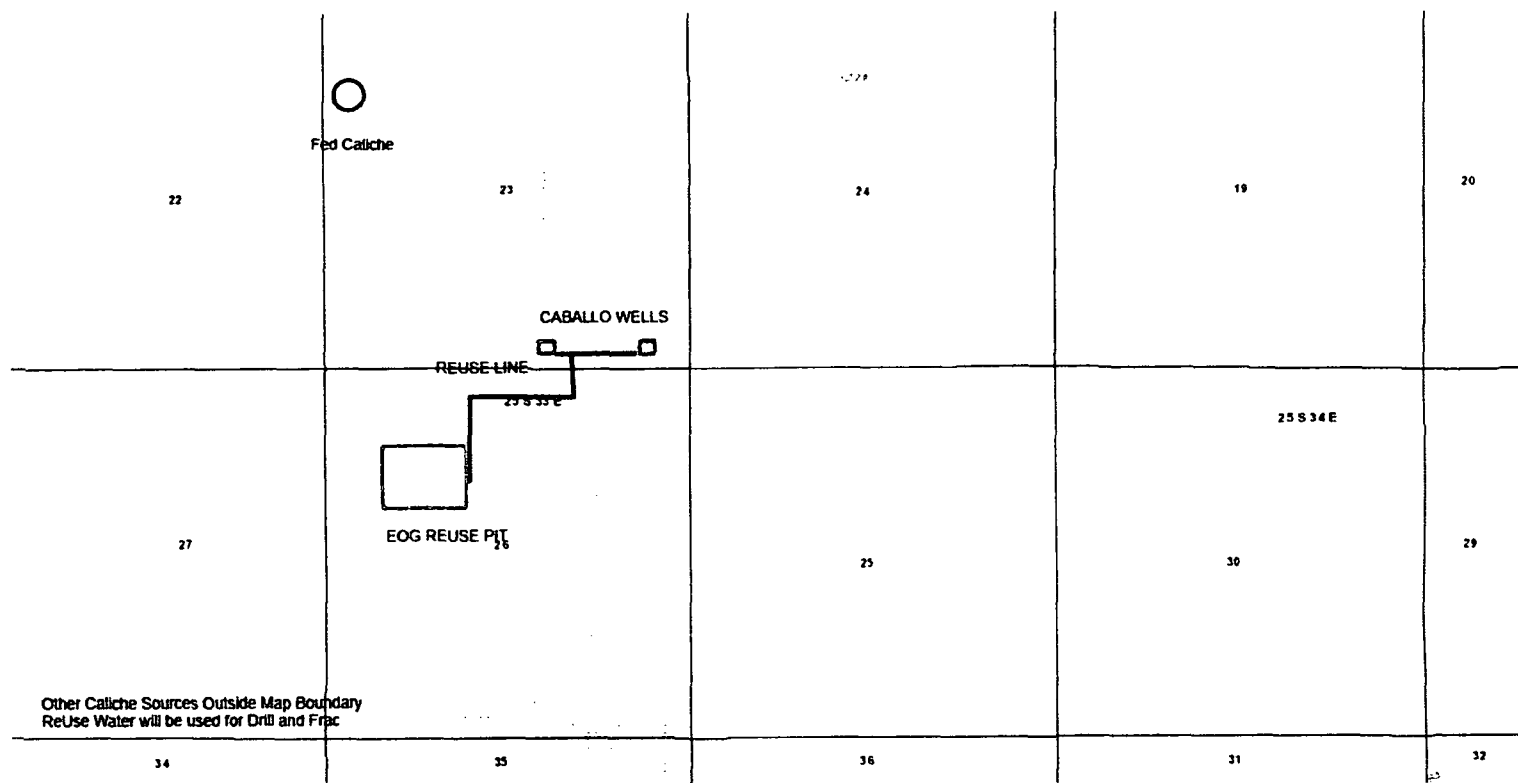 Fed Caliche
22
23
24
19
20
CABALLO WELLS
REUSE LINE
25 S 33 E
25 S 34 E
EOG REUSE PIT
27
26
25
30
29
Other Caliche Sources Outside Map Boundary
ReUse Water will be used for Drill and Frac
34
35
36
31
32